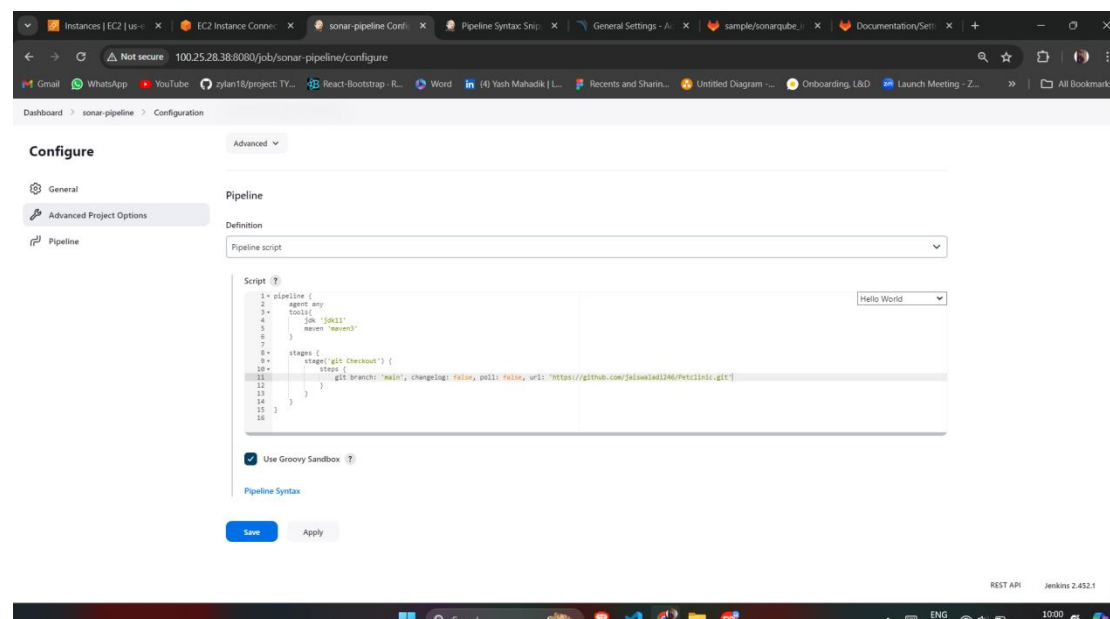 Instances | EC2 | us-e
EC2 Instance Connec
sonar-pipeline Confi
Pipeline Syntax: Snip
General Settings - Ad
sample/sonarqube_i
Documentation/Setti
Not secure 100.25.28.38:8080/job/sonar-pipeline/configure
Gmail WhatsApp YouTube zylan18/project: TY... React-Bootstrap · R... Word (4) Yash Mahadik | L... Recents and Sharin... Untitled Diagram -... Onboarding, L&D Launch Meeting - Z... » All Bookmark
Dashboard > sonar-pipeline > Configuration
Configure
General
Advanced Project Options
Pipeline
Advanced
Pipeline
Definition
Pipeline script
Script ?
Hello World
1 pipeline {
2 agent any
3 tools{
4 jdk 'jdk11'
5 maven 'maven3'
6 }
7
8 stages {
9 stage('git Checkout') {
10 steps {
11 git branch: 'main', changelog: false, poll: false, url: 'https://github.com/jaiswaladi246/Petclinic.git'
12 }
13 }
14 }
15 }
16
Use Groovy Sandbox ?
Pipeline Syntax
Save Apply
REST API Jenkins 2.452.1
ENG
10:00